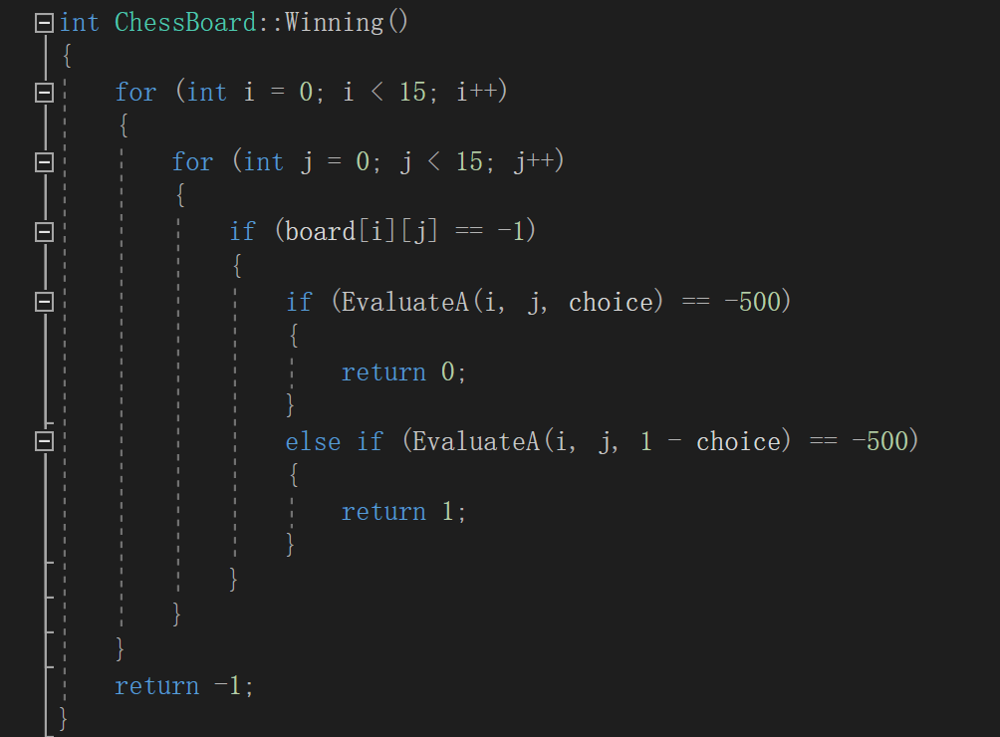 int ChessBoard::Winning()
{
for (int i = 0; i < 15; i++)
{
for (int j = 0; j < 15; j++)
{
if (board[i][j] == -1)
{
if (EvaluateA(i, j, choice) == -500)
{
return 0;
}
else if (EvaluateA(i, j, 1 - choice) == -500)
{
return 1;
}
}
}
}
return -1;
}